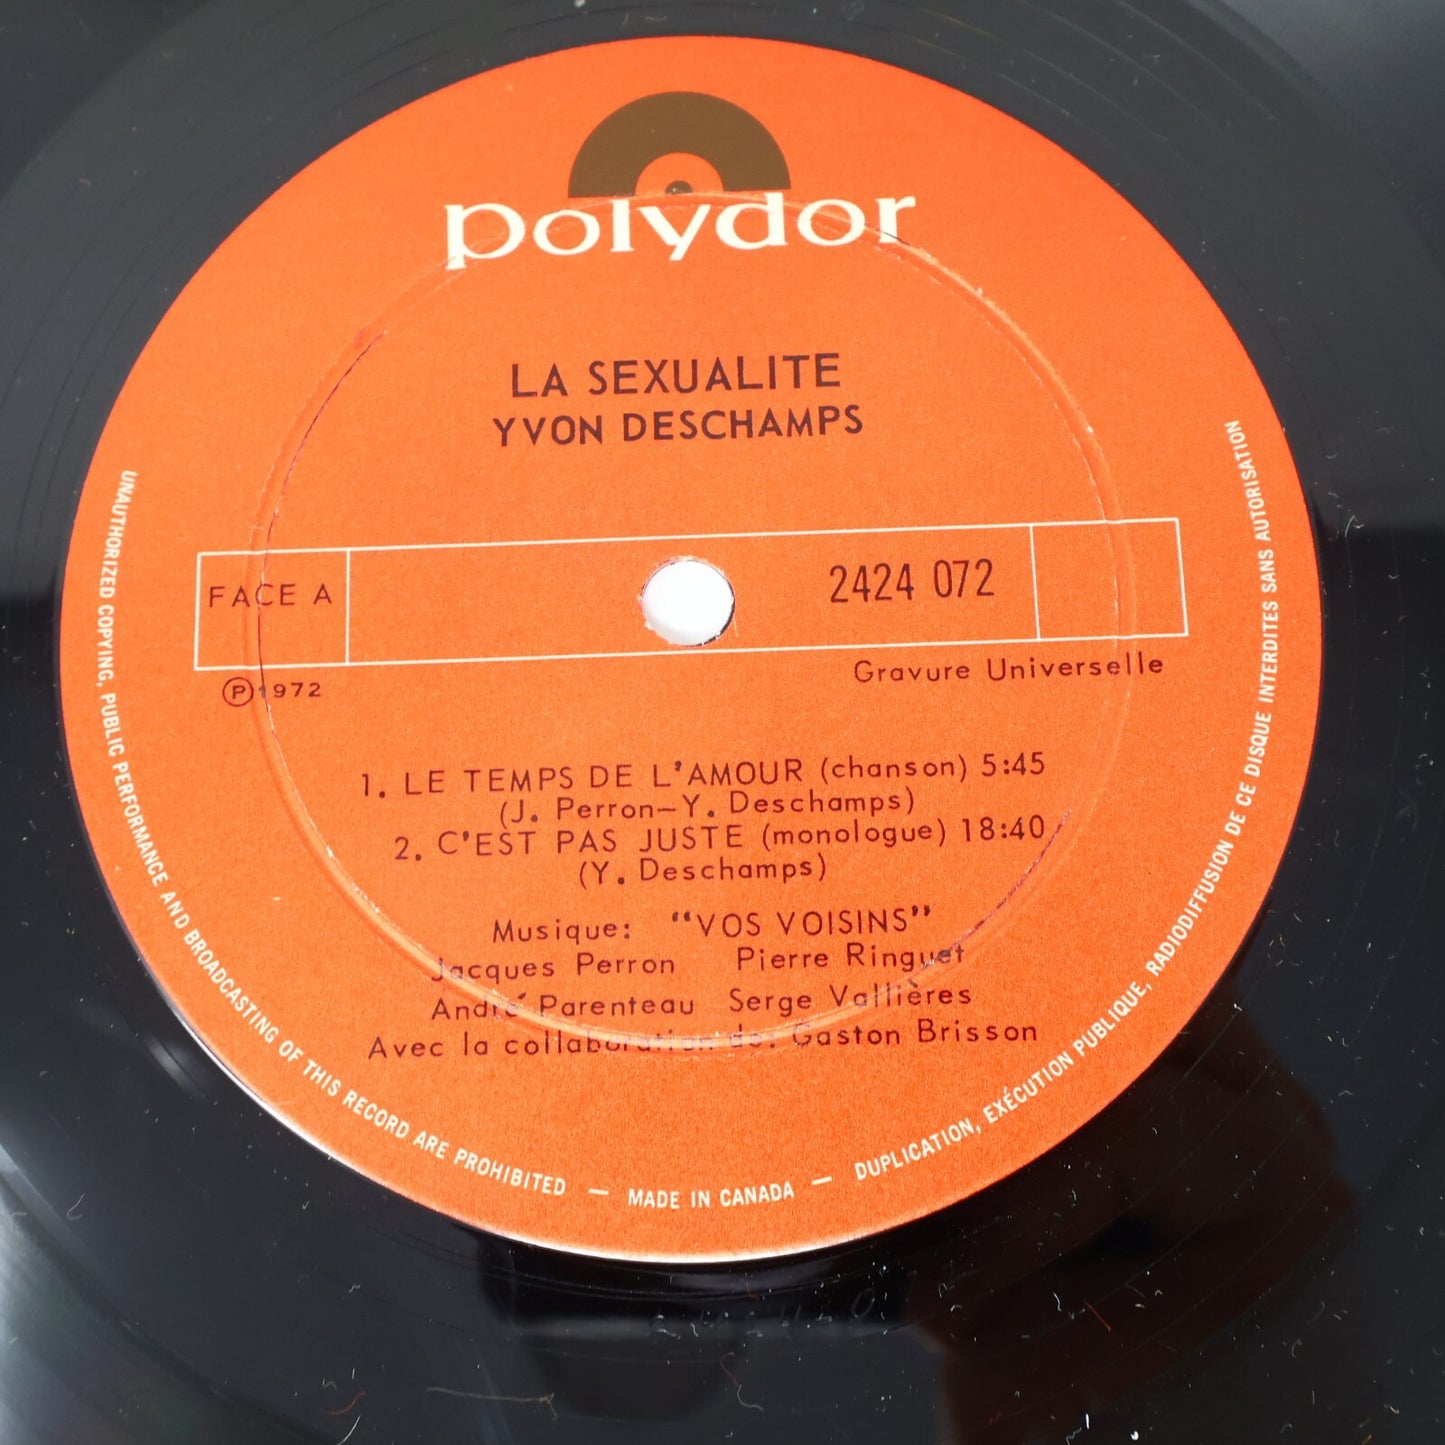 polydor
LA SEXUALITE
YVON DESCHAMPS
FACE A
2424 072
Ⓟ1972
Gravure Universelle
1. LE TEMPS DE L'AMOUR (chanson) 5:45
(J. Perron–Y. Deschamps)
2. C'EST PAS JUSTE (monologue) 18:40
(Y. Deschamps)
Musique: "VOS VOISINS"
Jacques Perron Pierre Ringuet
André Parenteau Serge Vallières
Avec la collaboration de: Gaston Brisson
UNAUTHORIZED COPYING, PUBLIC PERFORMANCE AND BROADCASTING OF THIS RECORD ARE PROHIBITED — MADE IN CANADA — DUPLICATION, EXÉCUTION PUBLIQUE, RADIODIFFUSION DE CE DISQUE INTERDITES SANS AUTORISATION